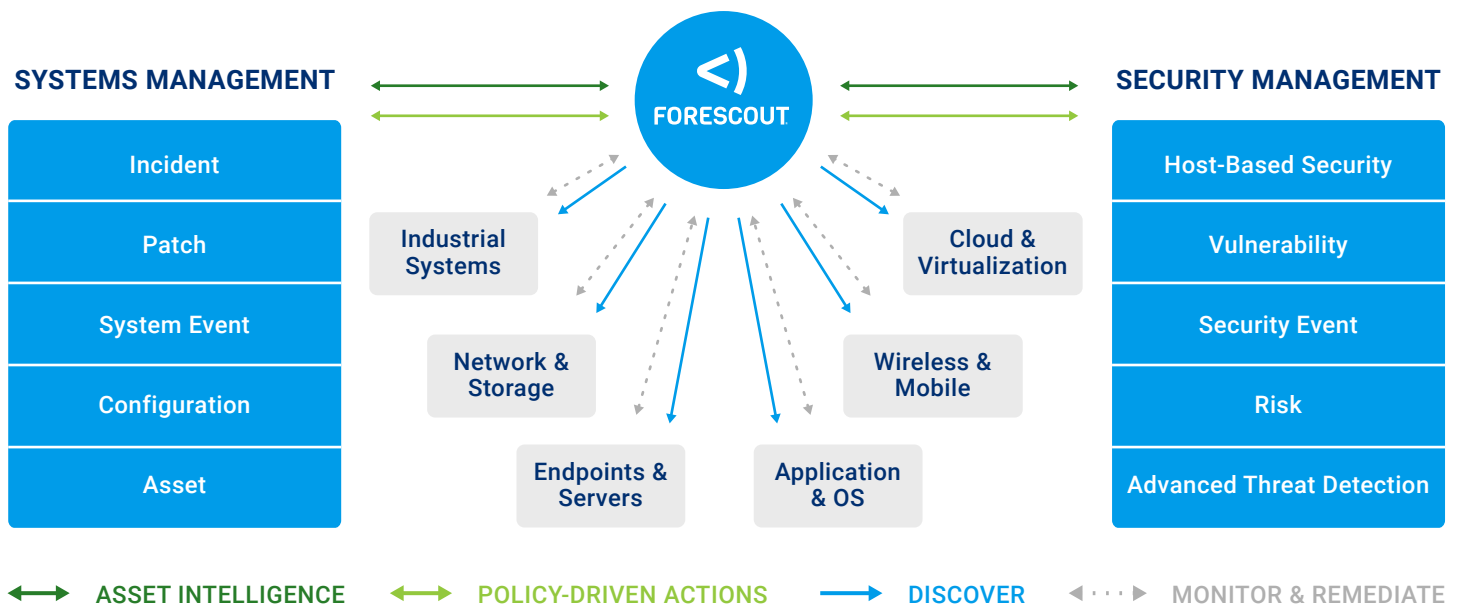 SYSTEMS MANAGEMENT
Incident
Patch
System Event
Configuration
Asset
FORESCOUT
Industrial
Systems
Network &
Storage
Endpoints &
Servers
Application
& OS
Wireless &
Mobile
Cloud &
Virtualization
SECURITY MANAGEMENT
Host-Based Security
Vulnerability
Security Event
Risk
Advanced Threat Detection
ASSET INTELLIGENCE
POLICY-DRIVEN ACTIONS
DISCOVER
MONITOR & REMEDIATE